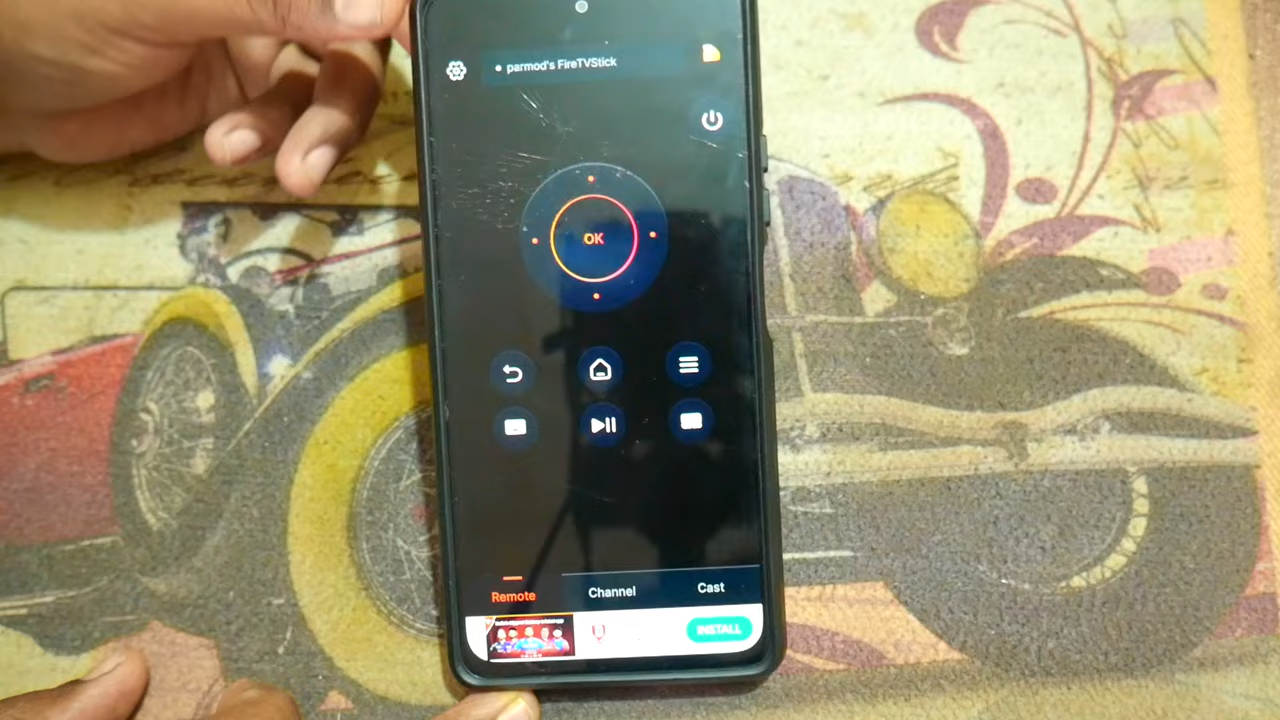 parmod's FireTVStick
OK
Remote
Channel
Cast
INSTALL